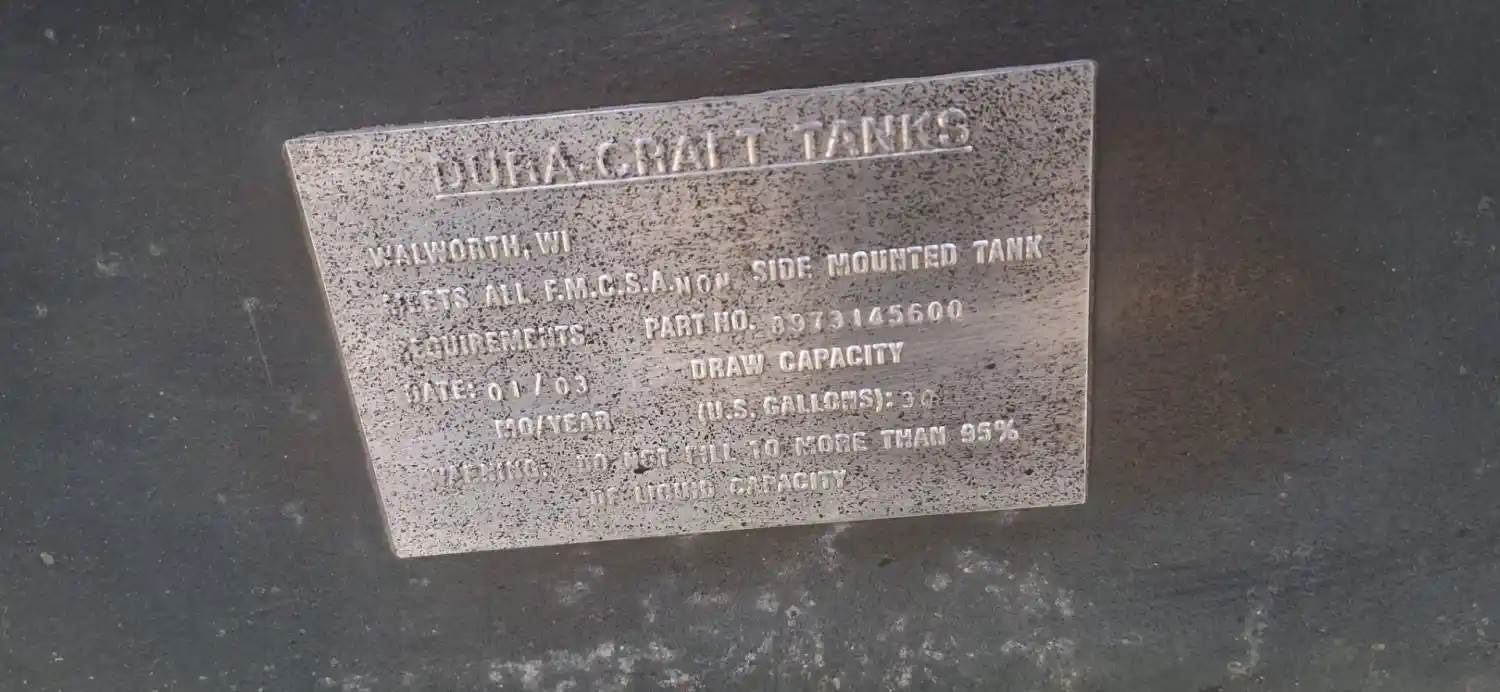 DURA-CRAFT TANKS
WALWORTH, WI
MEETS ALL F.M.C.S.A. NON SIDE MOUNTED TANK
REQUIREMENTS PART NO. 8973145600
DATE: 01/03 DRAW CAPACITY
MO/YEAR (U.S. GALLONS): 30
WARNING: DO NOT FILL TO MORE THAN 95%
OF LIQUID CAPACITY